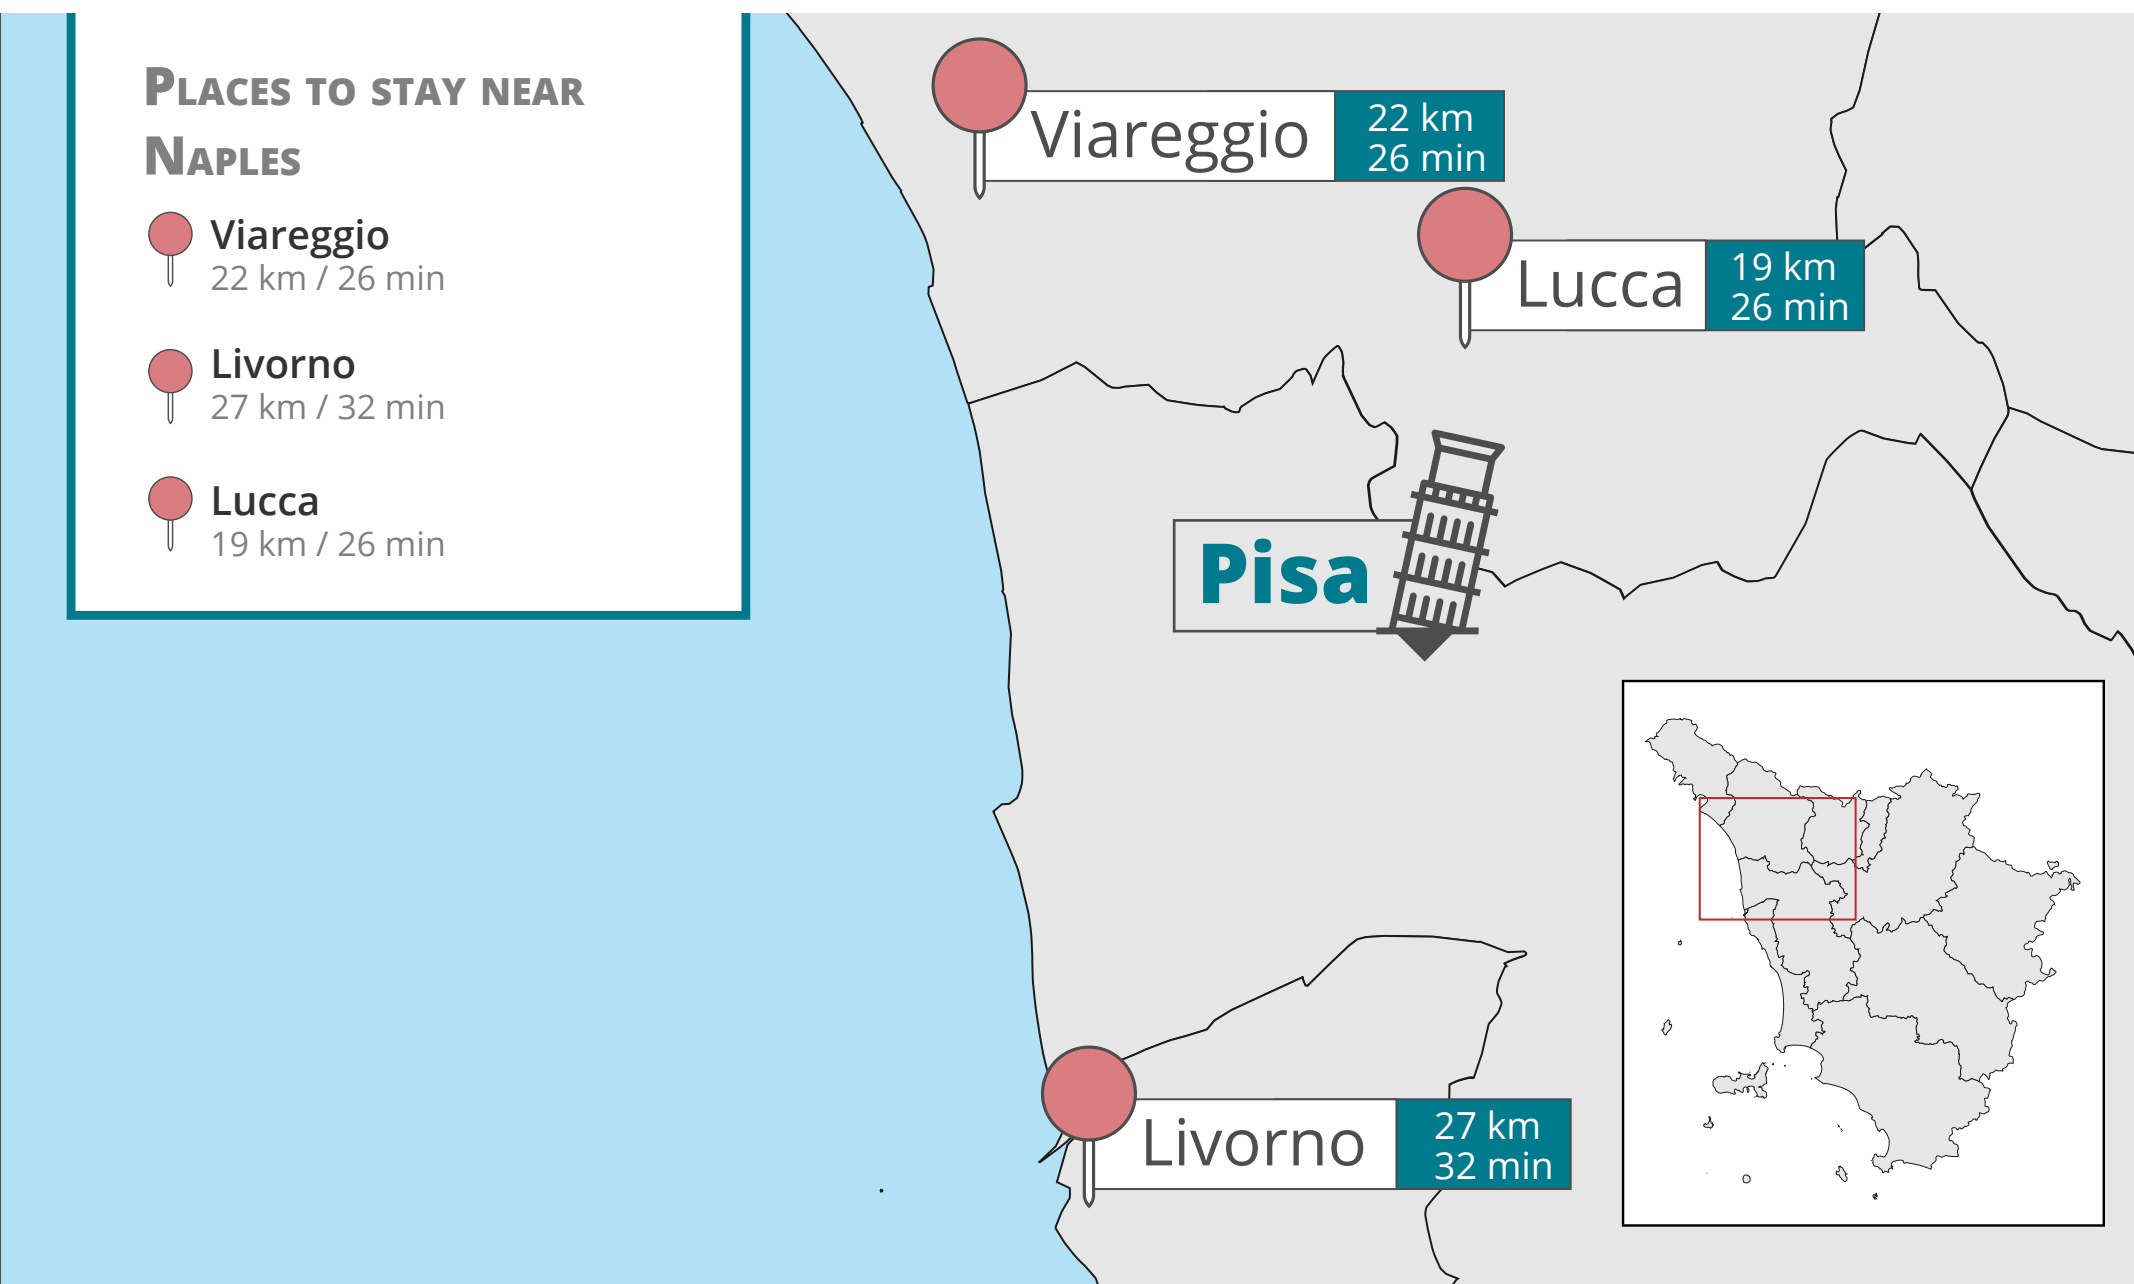 Places to stay near
Naples
Viareggio
22 km / 26 min
Livorno
27 km / 32 min
Lucca
19 km / 26 min
Viareggio
22 km
26 min
Lucca
19 km
26 min
Pisa
Livorno
27 km
32 min